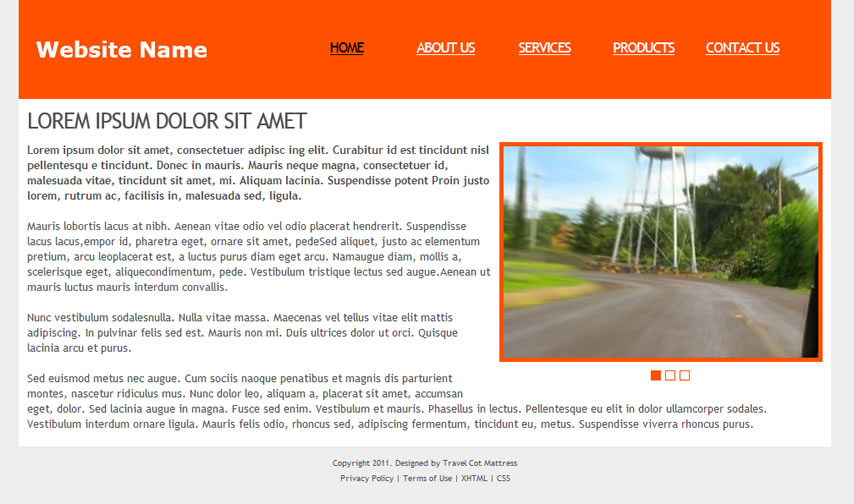 Website Name
HOME ABOUT US SERVICES PRODUCTS CONTACT US
LOREM IPSUM DOLOR SIT AMET
Lorem ipsum dolor sit amet, consectetuer adipisc ing elit. Curabitur id est tincidunt nisl
pellentesqu e tincidunt. Donec in mauris. Mauris neque magna, consectetuer id,
malesuada vitae, tincidunt sit amet, mi. Aliquam lacinia. Suspendisse potent Proin justo
lorem, rutrum ac, facilisis in, malesuada sed, ligula.
Mauris lobortis lacus at nibh. Aenean vitae odio vel odio placerat hendrerit. Suspendisse
lacus lacus,empor id, pharetra eget, ornare sit amet, pedeSed aliquet, justo ac elementum
pretium, arcu leoplacerat est, a luctus purus diam eget arcu. Namaugue diam, mollis a,
scelerisque eget, aliquecondimentum, pede. Vestibulum tristique lectus sed augue.Aenean ut
mauris luctus mauris interdum convallis.
Nunc vestibulum sodalesnulla. Nulla vitae massa. Maecenas vel tellus vitae elit mattis
adipiscing. In pulvinar felis sed est. Mauris non mi. Duis ultrices dolor ut orci. Quisque
lacinia arcu et purus.
Sed euismod metus nec augue. Cum sociis naoque penatibus et magnis dis parturient
montes, nascetur ridiculus mus. Nunc dolor leo, aliquam a, placerat sit amet, accumsan
eget, dolor. Sed lacinia augue in magna. Fusce sed enim. Vestibulum et mauris. Phasellus in lectus. Pellentesque eu elit in dolor ullamcorper sodales.
Vestibulum interdum ornare ligula. Mauris felis odio, rhoncus sed, adipiscing fermentum, tincidunt eu, metus. Suspendisse viverra rhoncus purus.
Copyright 2011. Designed by Travel Cot Mattress
Privacy Policy | Terms of Use | XHTML | CSS